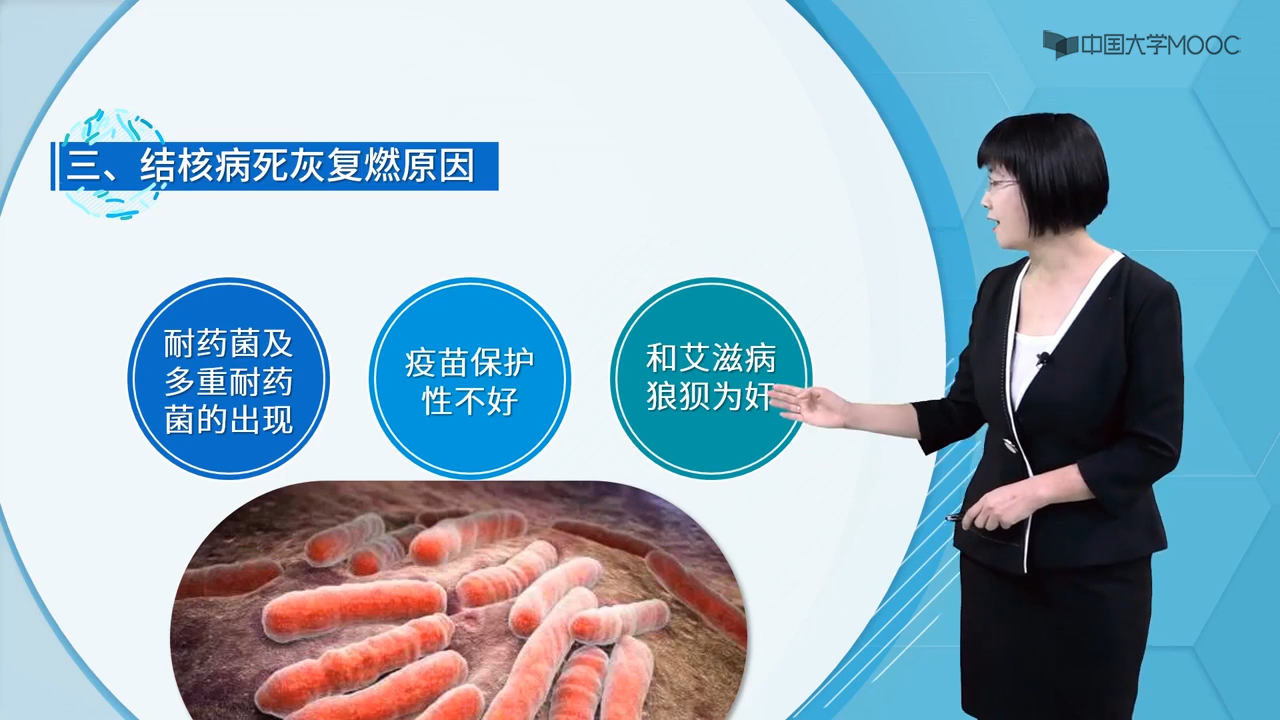 中国大学MOOC
三、结核病死灰复燃原因
耐药菌及
多重耐药
菌的出现
疫苗保护
性不好
和艾滋病
狼狈为奸